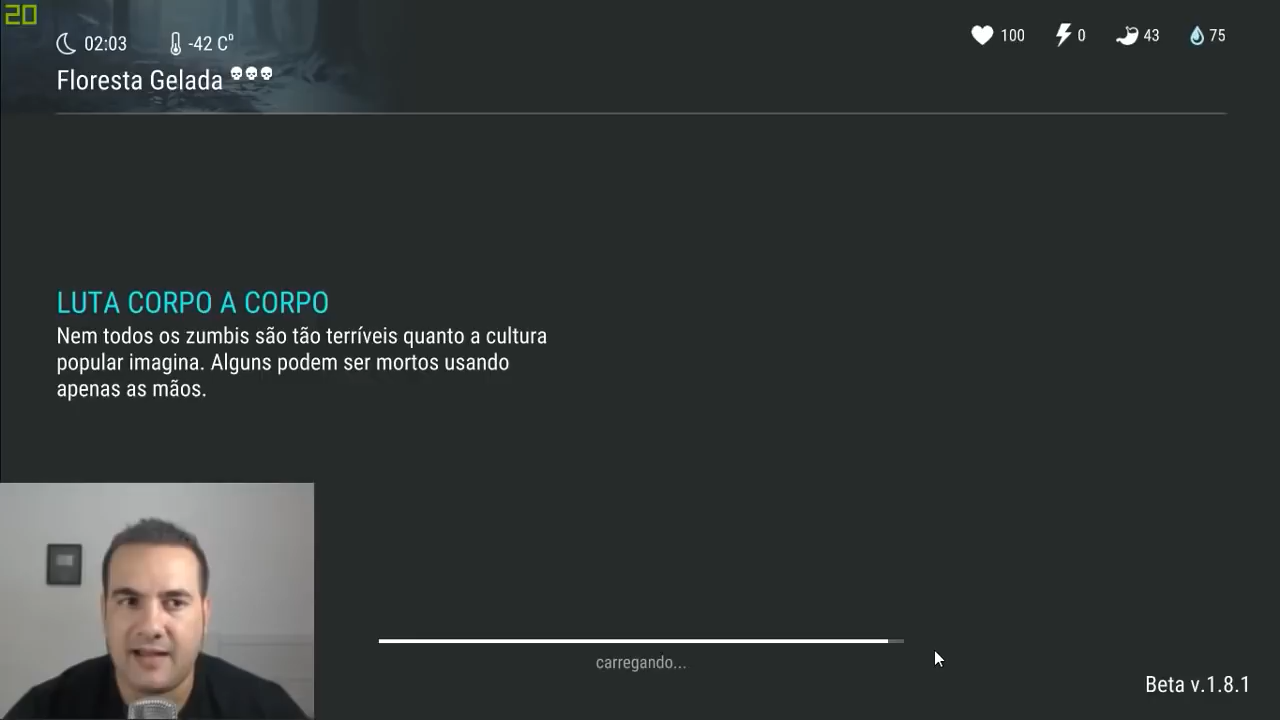 20
02:03 -42 Cº
100 0 43 75
Floresta Gelada
LUTA CORPO A CORPO
Nem todos os zumbis são tão terríveis quanto a cultura
popular imagina. Alguns podem ser mortos usando
apenas as mãos.
carregando...
Beta v.1.8.1